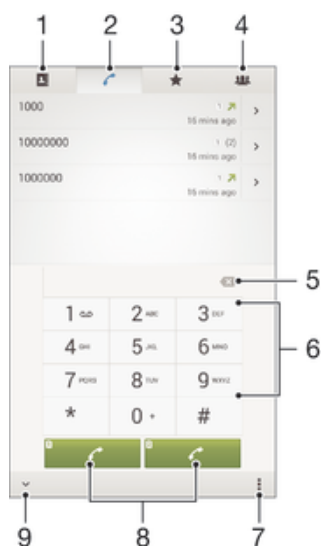 1 2 3 4
1000
16 mins ago
10000000
1 (2)
16 mins ago
1000000
16 mins ago
5
1 2 ABC 3 DEF
6
4 GHI 5 JKL 6 MNO
7 PQRS 8 TUV 9 WXYZ
* 0 + #
9 8 7